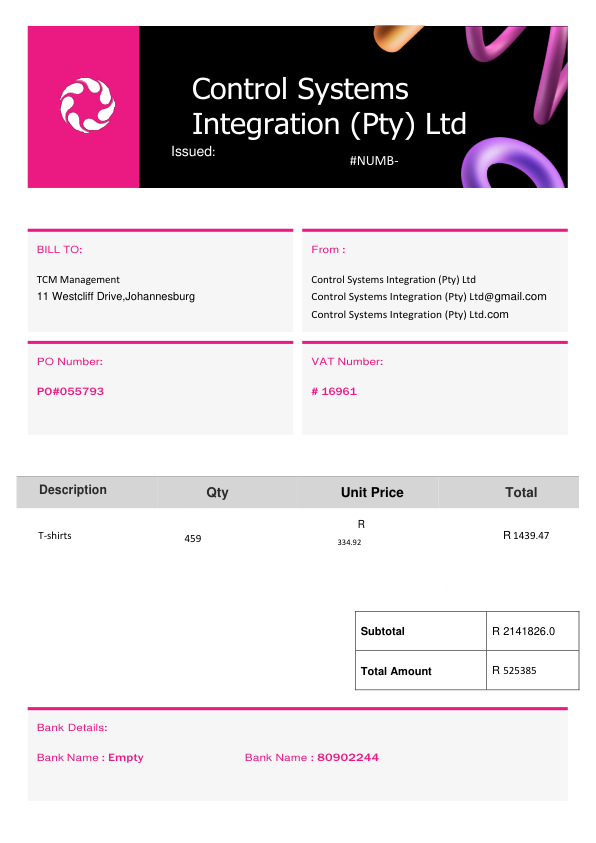 Control Systems
Integration (Pty) Ltd
Issued:
#NUMB-
BILL TO:
TCM Management
11 Westcliff Drive,Johannesburg
From :
Control Systems Integration (Pty) Ltd
Control Systems Integration (Pty) Ltd@gmail.com
Control Systems Integration (Pty) Ltd.com
PO Number:
PO#055793
VAT Number:
# 16961
Description Qty Unit Price Total
T-shirts 459 R 334.92 R 1439.47
Subtotal R 2141826.0
Total Amount R 525385
Bank Details:
Bank Name : Empty Bank Name : 80902244